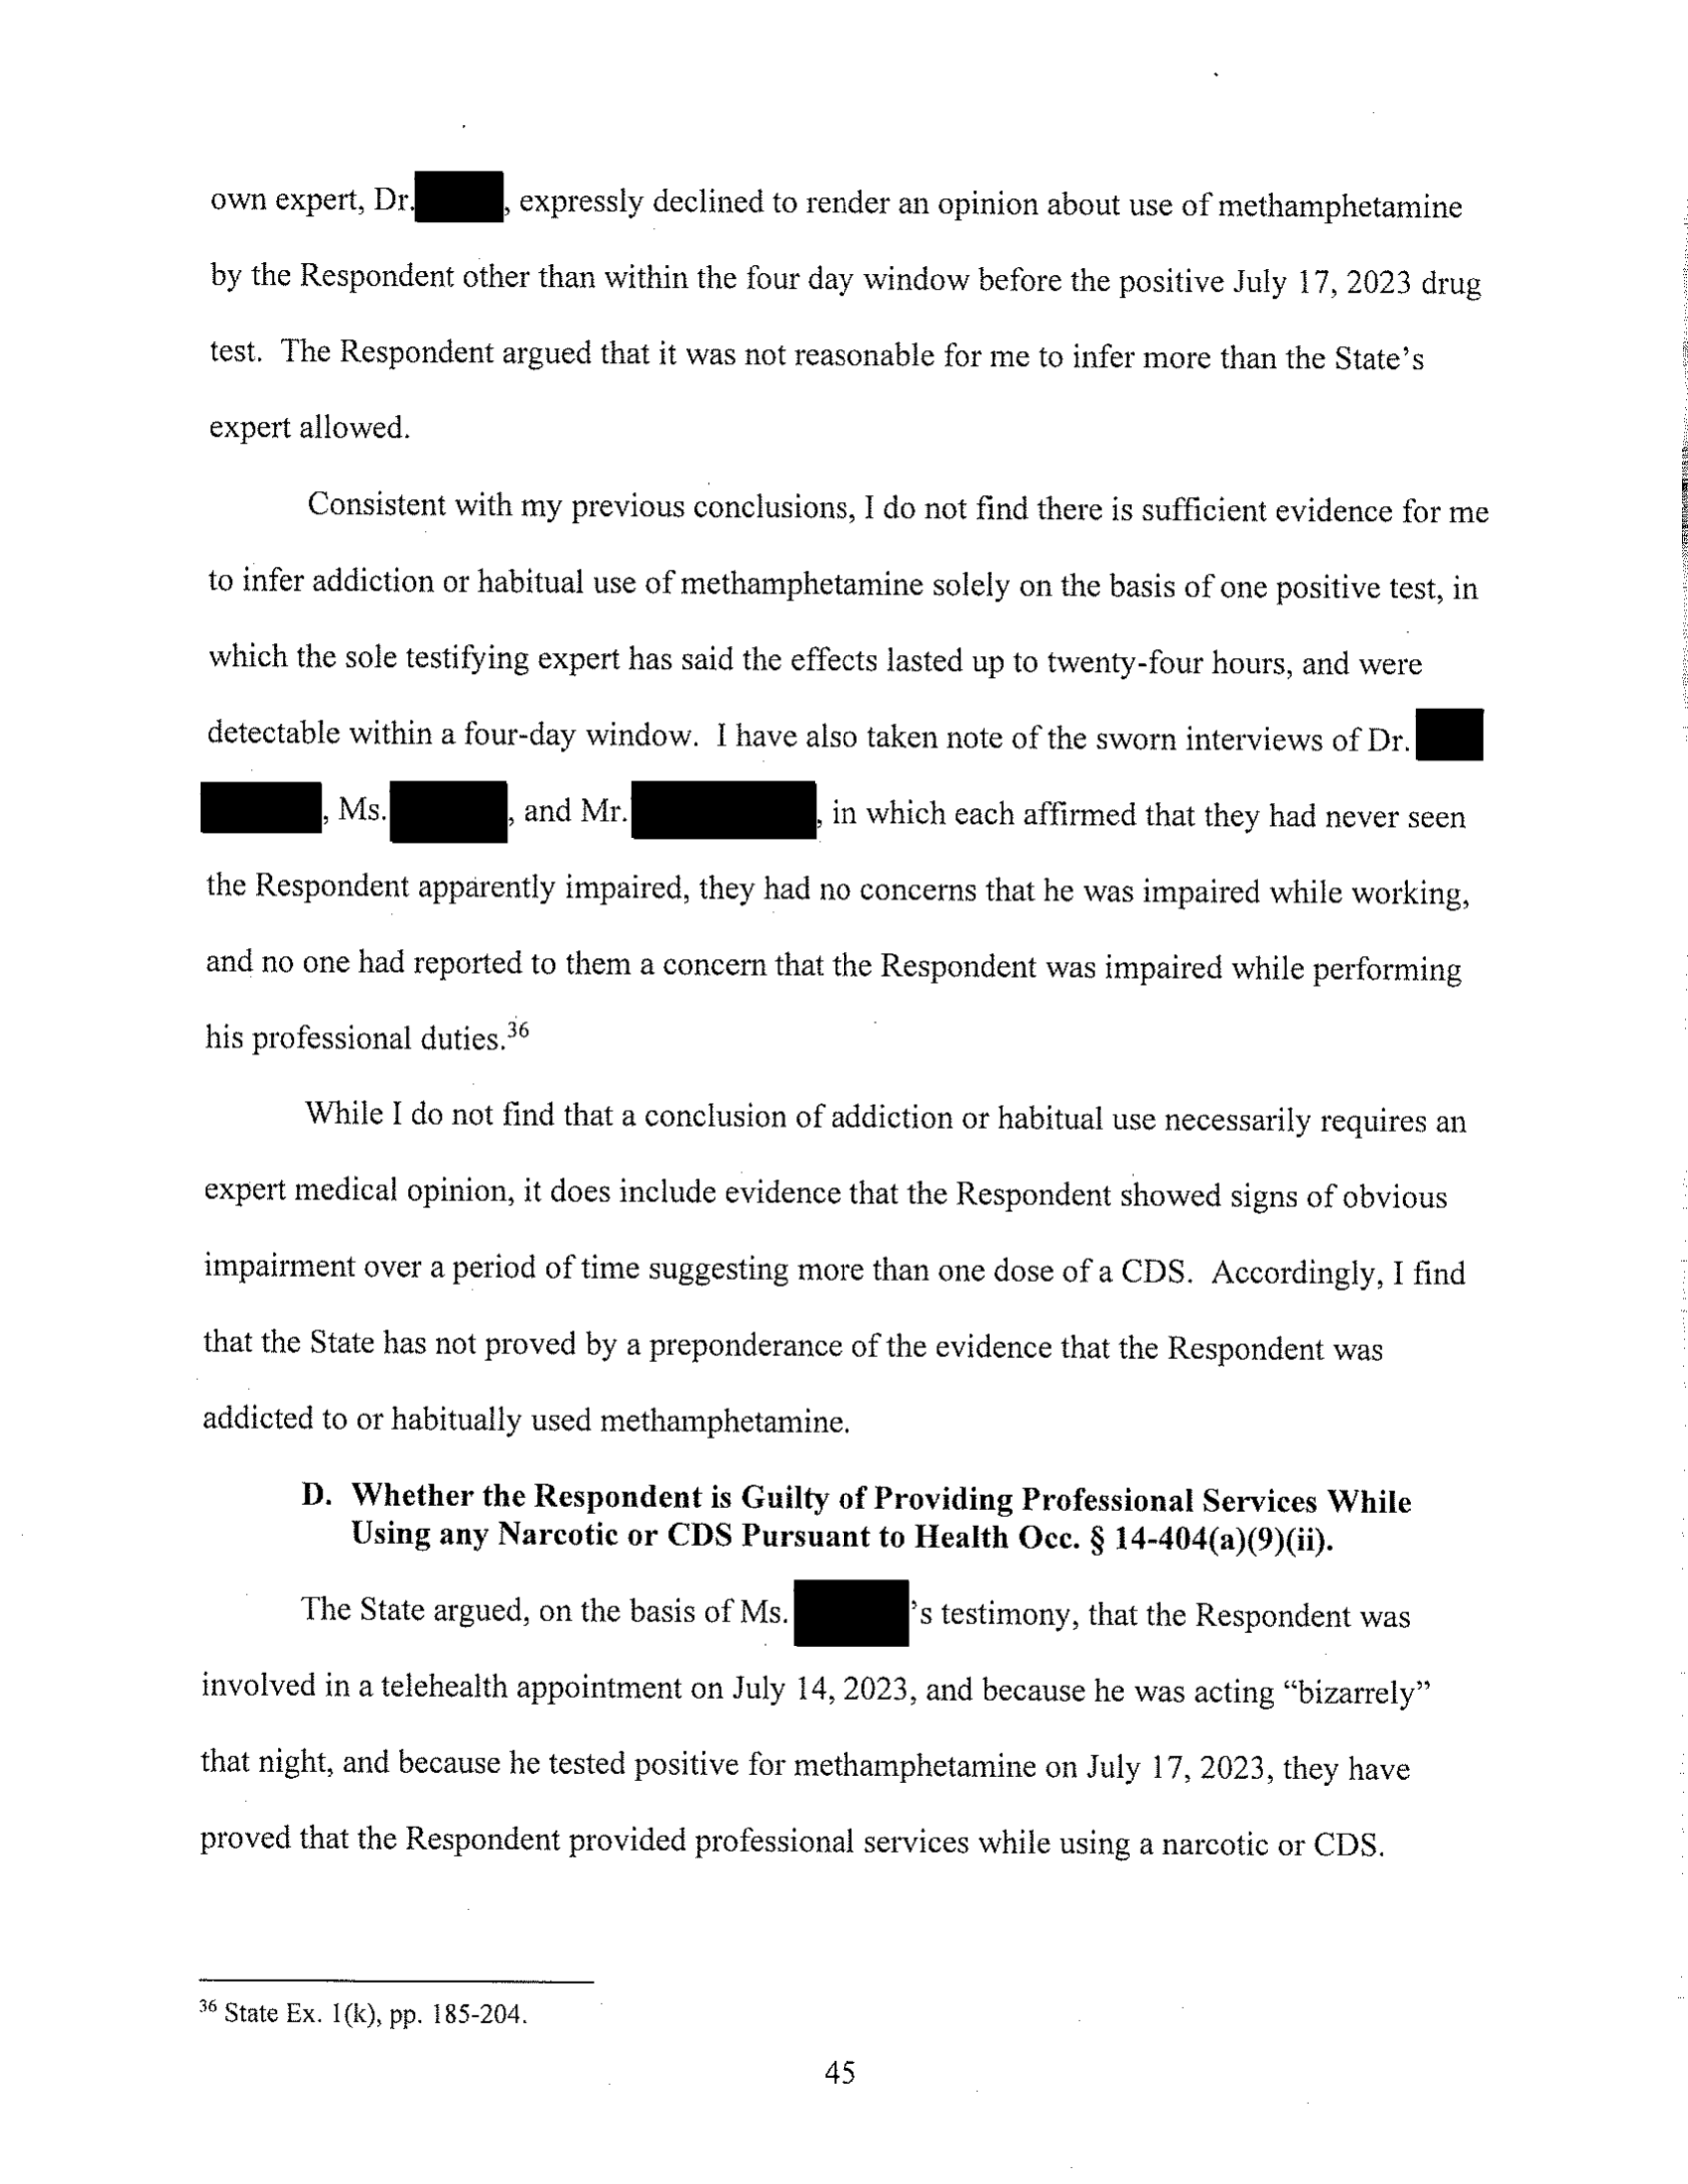 own expert, Dr. , expressly declined to render an opinion about use of methamphetamine
by the Respondent other than within the four day window before the positive July 17, 2023 drug
test. The Respondent argued that it was not reasonable for me to infer more than the State's
expert allowed.
Consistent with my previous conclusions, I do not find there is sufficient evidence for me
to infer addiction or habitual use of methamphetamine solely on the basis of one positive test, in
which the sole testifying expert has said the effects lasted up to twenty-four hours, and were
detectable within a four-day window. I have also taken note of the sworn interviews of Dr.
, Ms. , and Mr. , in which each affirmed that they had never seen
the Respondent apparently impaired, they had no concerns that he was impaired while working,
and no one had reported to them a concern that the Respondent was impaired while performing
his professional duties.36
While I do not find that a conclusion of addiction or habitual use necessarily requires an
expert medical opinion, it does include evidence that the Respondent showed signs of obvious
impairment over a period of time suggesting more than one dose of a CDS. Accordingly, I find
that the State has not proved by a preponderance of the evidence that the Respondent was
addicted to or habitually used methamphetamine.
D. Whether the Respondent is Guilty of Providing Professional Services While
Using any Narcotic or CDS Pursuant to Health Occ. § 14-404(a)(9)(ii).
The State argued, on the basis of Ms. 's testimony, that the Respondent was
involved in a telehealth appointment on July 14, 2023, and because he was acting “bizarrely”
that night, and because he tested positive for methamphetamine on July 17, 2023, they have
proved that the Respondent provided professional services while using a narcotic or CDS.
36 State Ex. 1(k), pp. 185-204.
45